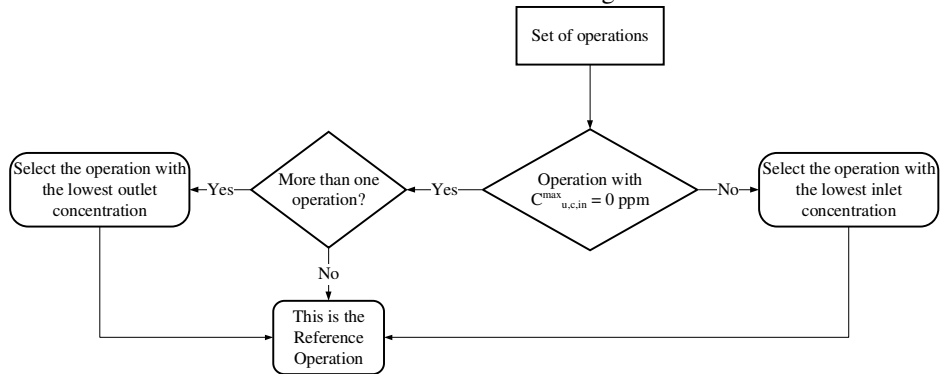 Set of operations
Select the operation with
the lowest outlet
concentration
Yes
More than one
operation?
Yes
Operation with
C^max_u,c,in = 0 ppm
No
Select the operation with
the lowest inlet
concentration
No
This is the
Reference
Operation